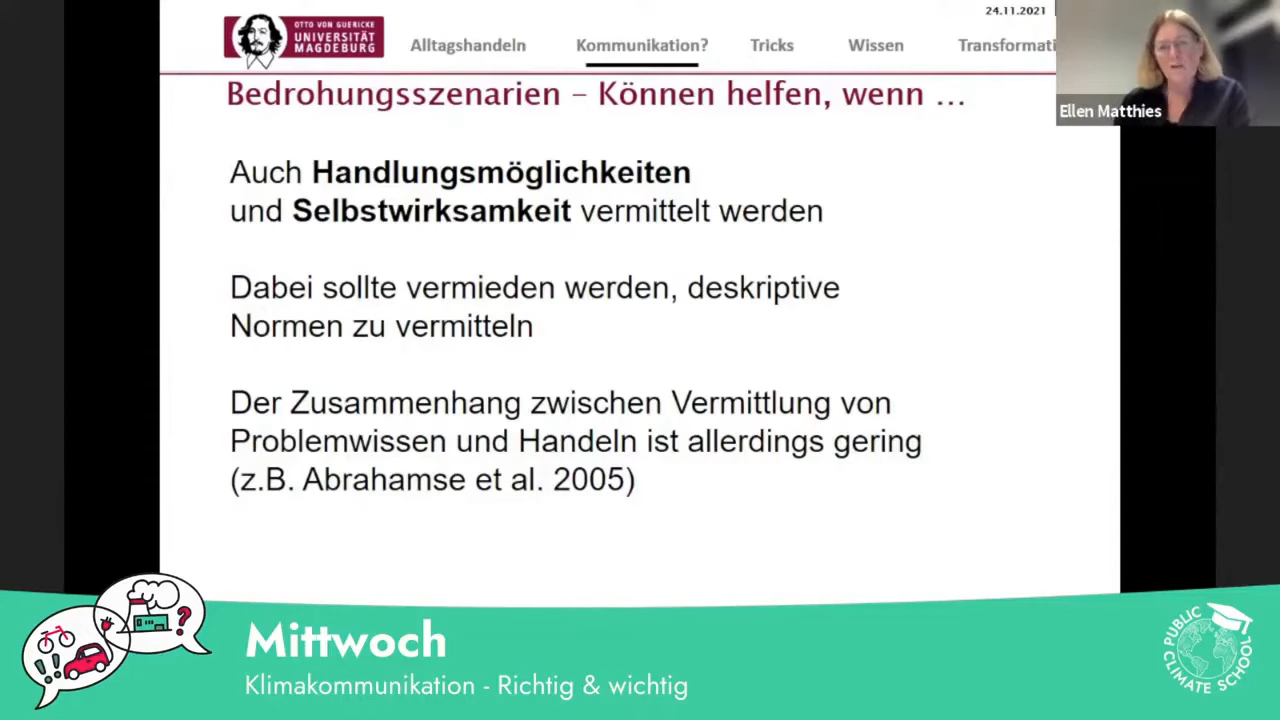 24.11.2021
OTTO VON GUERICKE
UNIVERSITÄT
MAGDEBURG
Alltagshandeln
Kommunikation?
Tricks
Wissen
Transformati
Ellen Matthies
Bedrohungsszenarien – Können helfen, wenn ...
Auch Handlungsmöglichkeiten
und Selbstwirksamkeit vermittelt werden
Dabei sollte vermieden werden, deskriptive
Normen zu vermitteln
Der Zusammenhang zwischen Vermittlung von
Problemwissen und Handeln ist allerdings gering
(z.B. Abrahamse et al. 2005)
Mittwoch
Klimakommunikation - Richtig & wichtig
PUBLIC
CLIMATE SCHOOL